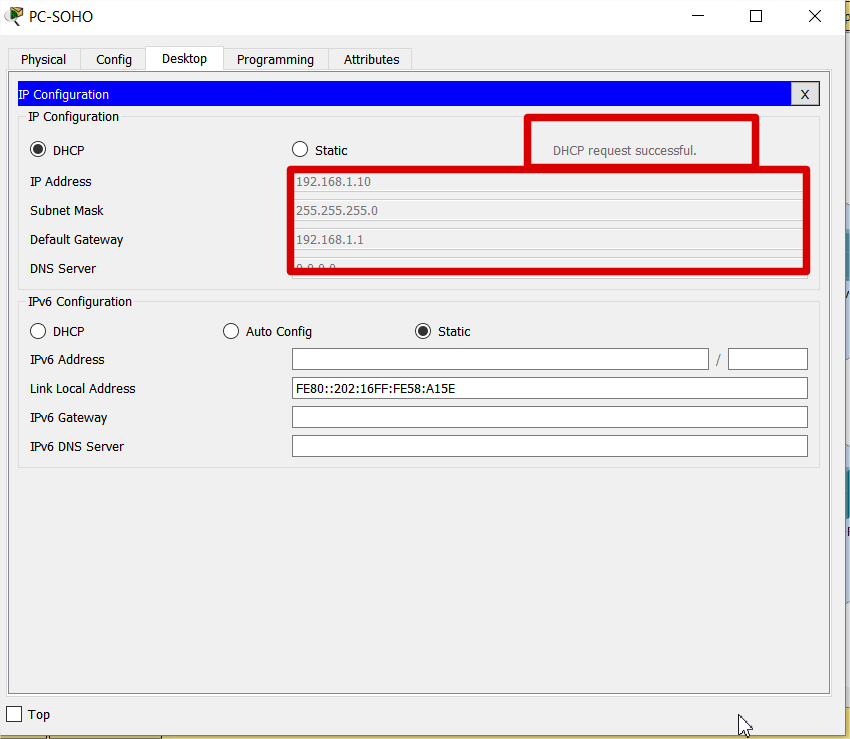 PC-SOHO
Physical Config Desktop Programming Attributes
IP Configuration X
IP Configuration
DHCP Static DHCP request successful.
IP Address 192.168.1.10
Subnet Mask 255.255.255.0
Default Gateway 192.168.1.1
DNS Server 0.0.0.0
IPv6 Configuration
DHCP Auto Config Static
IPv6 Address /
Link Local Address FE80::202:16FF:FE58:A15E
IPv6 Gateway
IPv6 DNS Server
Top